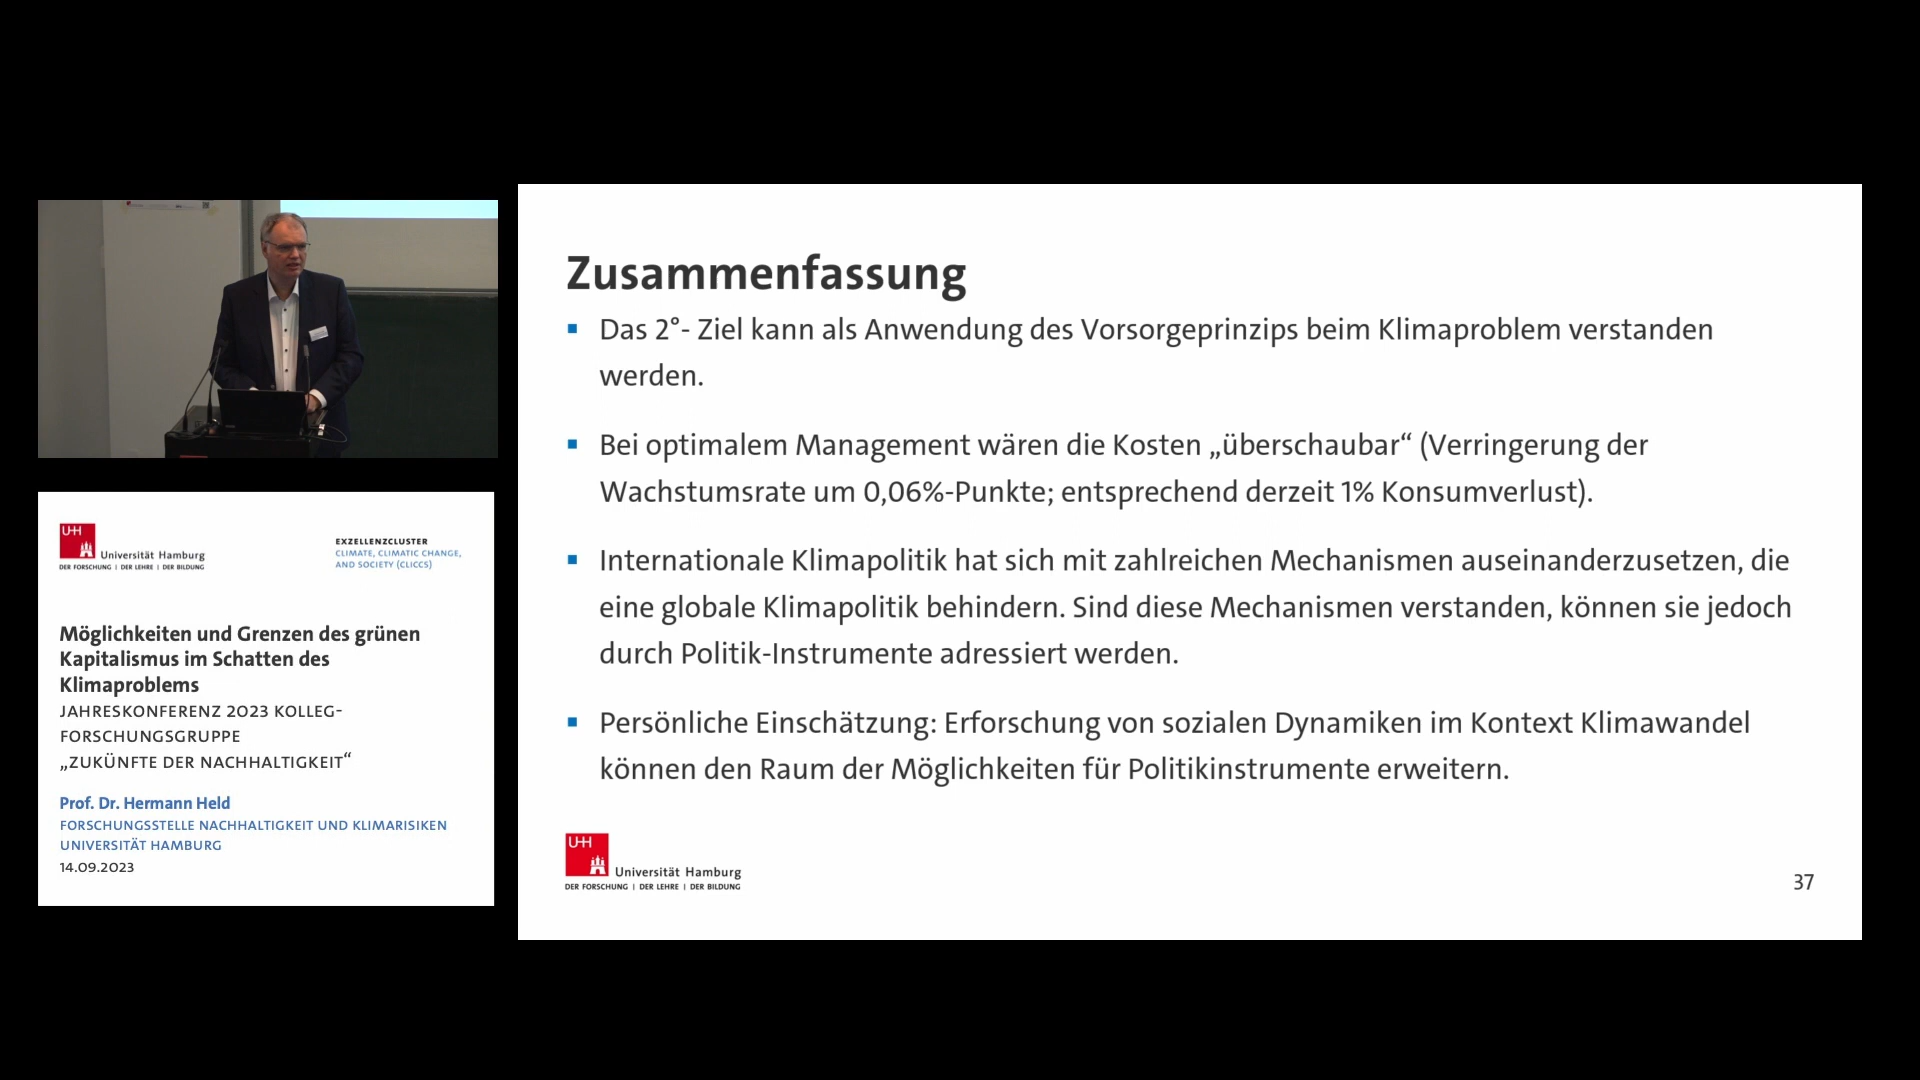 Zusammenfassung
Das 2°- Ziel kann als Anwendung des Vorsorgeprinzips beim Klimaproblem verstanden
werden.
Bei optimalem Management wären die Kosten „überschaubar“ (Verringerung der
Wachstumsrate um 0,06%-Punkte; entsprechend derzeit 1% Konsumverlust).
Internationale Klimapolitik hat sich mit zahlreichen Mechanismen auseinanderzusetzen, die
eine globale Klimapolitik behindern. Sind diese Mechanismen verstanden, können sie jedoch
durch Politik-Instrumente adressiert werden.
Persönliche Einschätzung: Erforschung von sozialen Dynamiken im Kontext Klimawandel
können den Raum der Möglichkeiten für Politikinstrumente erweitern.
UH
Universität Hamburg
DER FORSCHUNG | DER LEHRE | DER BILDUNG
37
UH
Universität Hamburg
DER FORSCHUNG | DER LEHRE | DER BILDUNG
EXZELLENZCLUSTER
CLIMATE, CLIMATIC CHANGE,
AND SOCIETY (CLICCS)
Möglichkeiten und Grenzen des grünen
Kapitalismus im Schatten des
Klimaproblems
JAHRESKONFERENZ 2023 KOLLEG-
FORSCHUNGSGRUPPE
„ZUKÜNFTE DER NACHHALTIGKEIT“
Prof. Dr. Hermann Held
FORSCHUNGSSTELLE NACHHALTIGKEIT UND KLIMARISIKEN
UNIVERSITÄT HAMBURG
14.09.2023